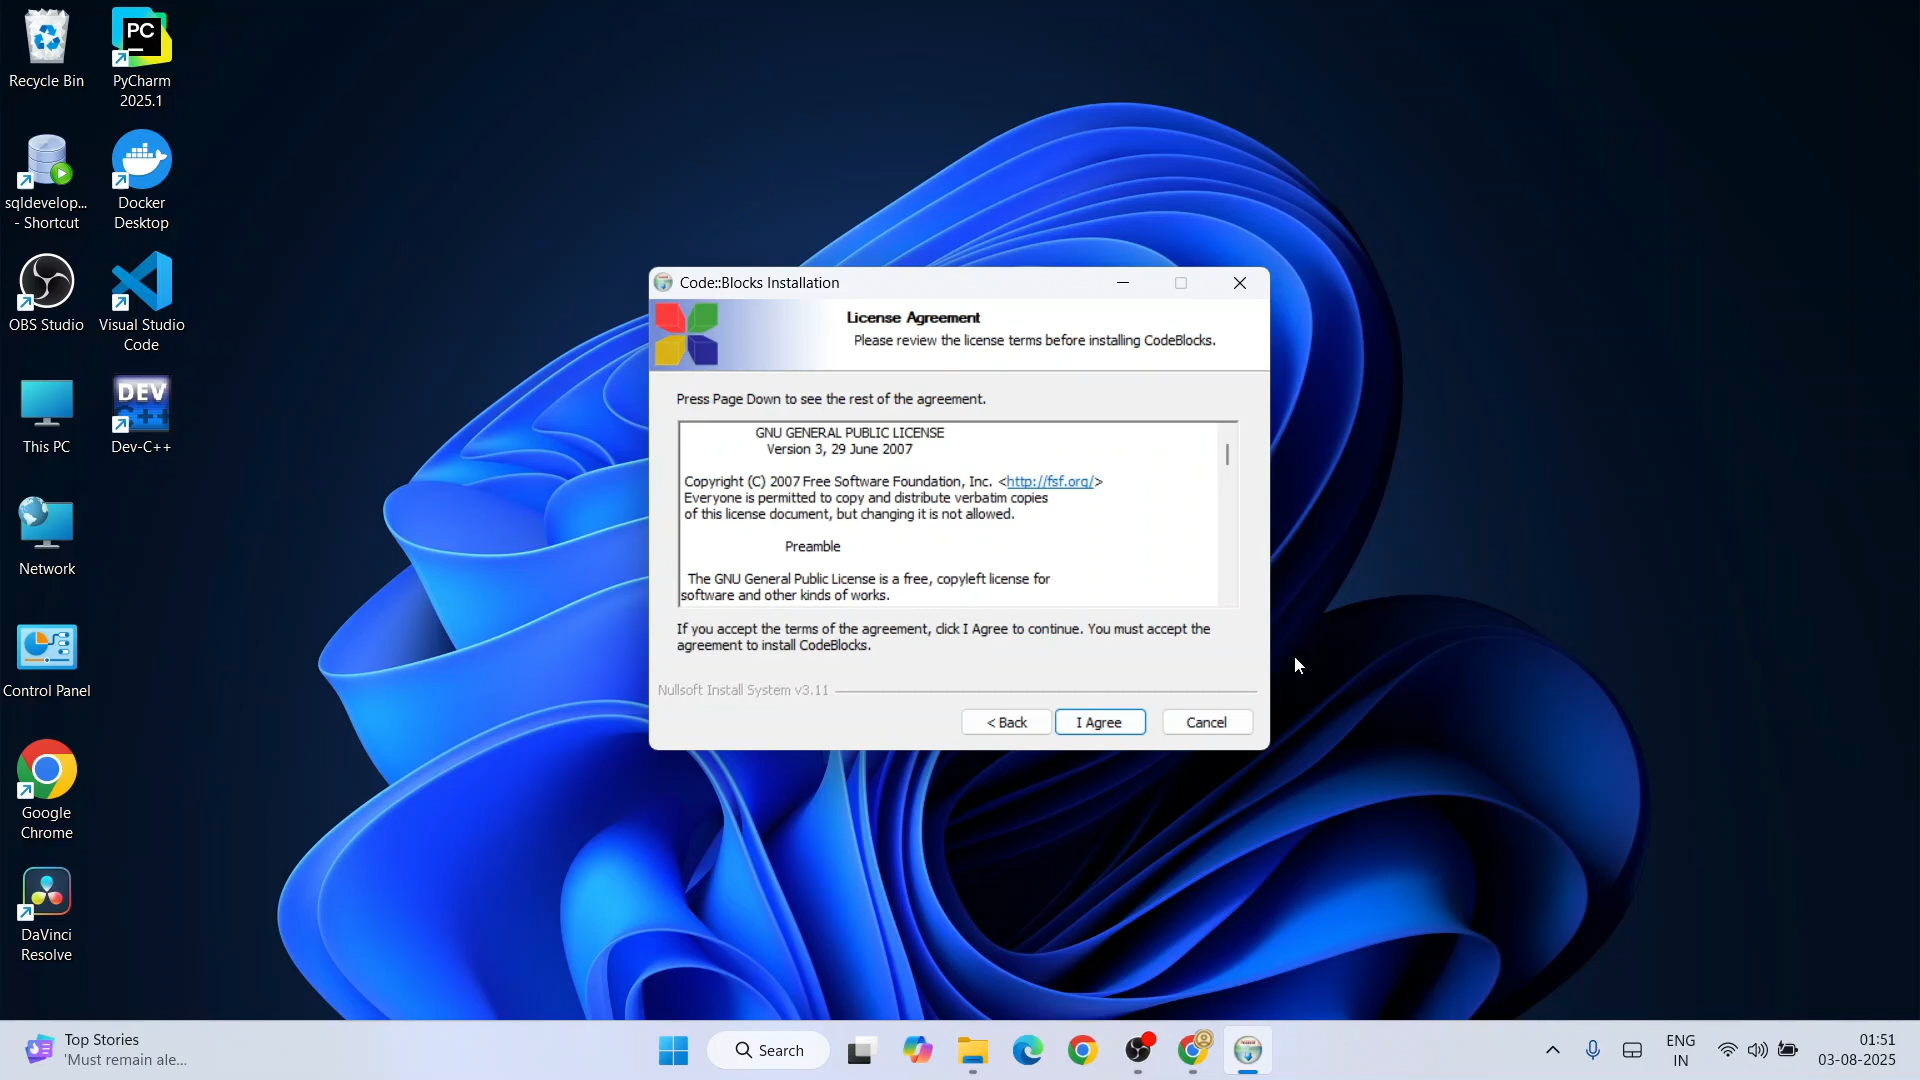 Recycle Bin
PyCharm
2025.1
sqldevelop...
- Shortcut
Docker
Desktop
OBS Studio
Visual Studio
Code
This PC
DEV
C++
Dev-C++
Network
Control Panel
Google
Chrome
DaVinci
Resolve
PC
Code::Blocks Installation
License Agreement
Please review the license terms before installing CodeBlocks.
Press Page Down to see the rest of the agreement.
GNU GENERAL PUBLIC LICENSE
Version 3, 29 June 2007
Copyright (C) 2007 Free Software Foundation, Inc. <http://fsf.org/>
Everyone is permitted to copy and distribute verbatim copies
of this license document, but changing it is not allowed.
Preamble
The GNU General Public License is a free, copyleft license for
software and other kinds of works.
If you accept the terms of the agreement, click I Agree to continue. You must accept the
agreement to install CodeBlocks.
Nullsoft Install System v3.11
< Back
I Agree
Cancel
Top Stories
'Must remain ale...
Search
ENG
IN
01:51
03-08-2025